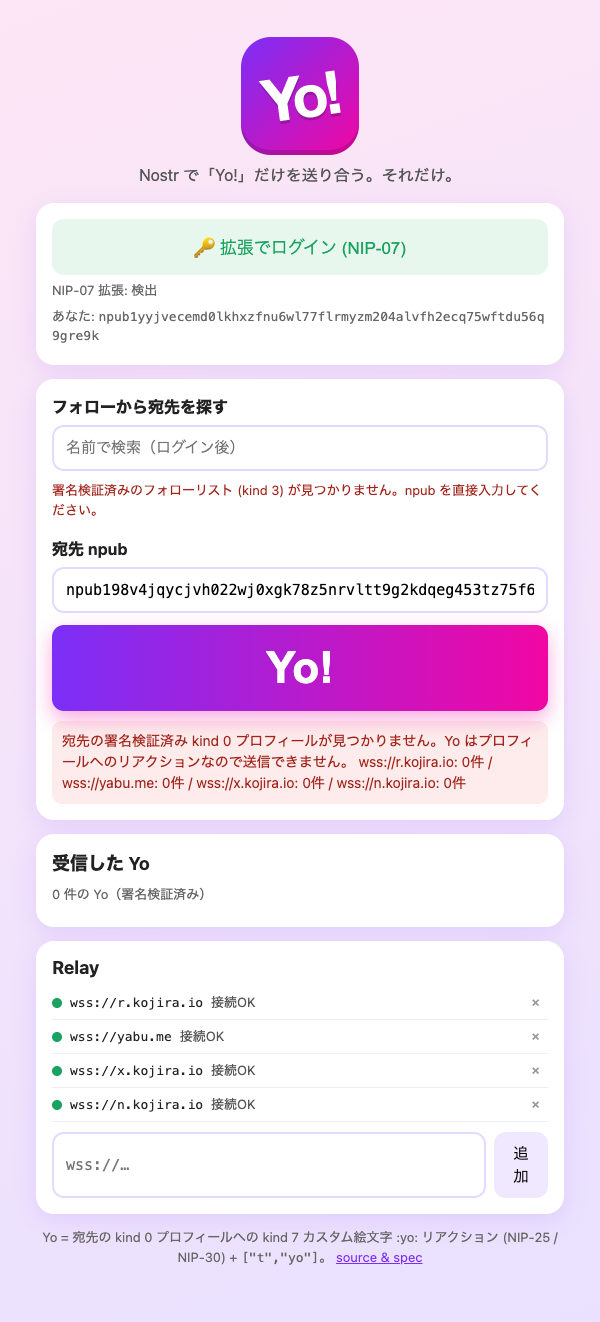 Yo!
Nostr で「Yo!」だけを送り合う。それだけ。
🔑 拡張でログイン (NIP-07)
NIP-07 拡張: 検出
あなた: npub1yyjvecemd0lkhxzfnu6wl77flrmyzm204alvfh2ecq75wftdu56q
9gre9k
フォローから宛先を探す
名前で検索（ログイン後）
署名検証済みのフォローリスト (kind 3) が見つかりません。npub を直接入力してく
ださい。
宛先 npub
npub198v4jqycjvh022wj0xgk78z5nrvltt9g2kdqeg453tz75f6
Yo!
宛先の署名検証済み kind 0 プロフィールが見つかりません。Yo はプロフィ
ールへのリアクションなので送信できません。 wss://r.kojira.io: 0件 /
wss://yabu.me: 0件 / wss://x.kojira.io: 0件 / wss://n.kojira.io: 0件
受信した Yo
0 件の Yo（署名検証済み）
Relay
wss://r.kojira.io 接続OK ×
wss://yabu.me 接続OK ×
wss://x.kojira.io 接続OK ×
wss://n.kojira.io 接続OK ×
wss://…
追
加
Yo = 宛先の kind 0 プロフィールへの kind 7 カスタム絵文字 :yo: リアクション (NIP-25 /
NIP-30) + ["t","yo"]。 source & spec